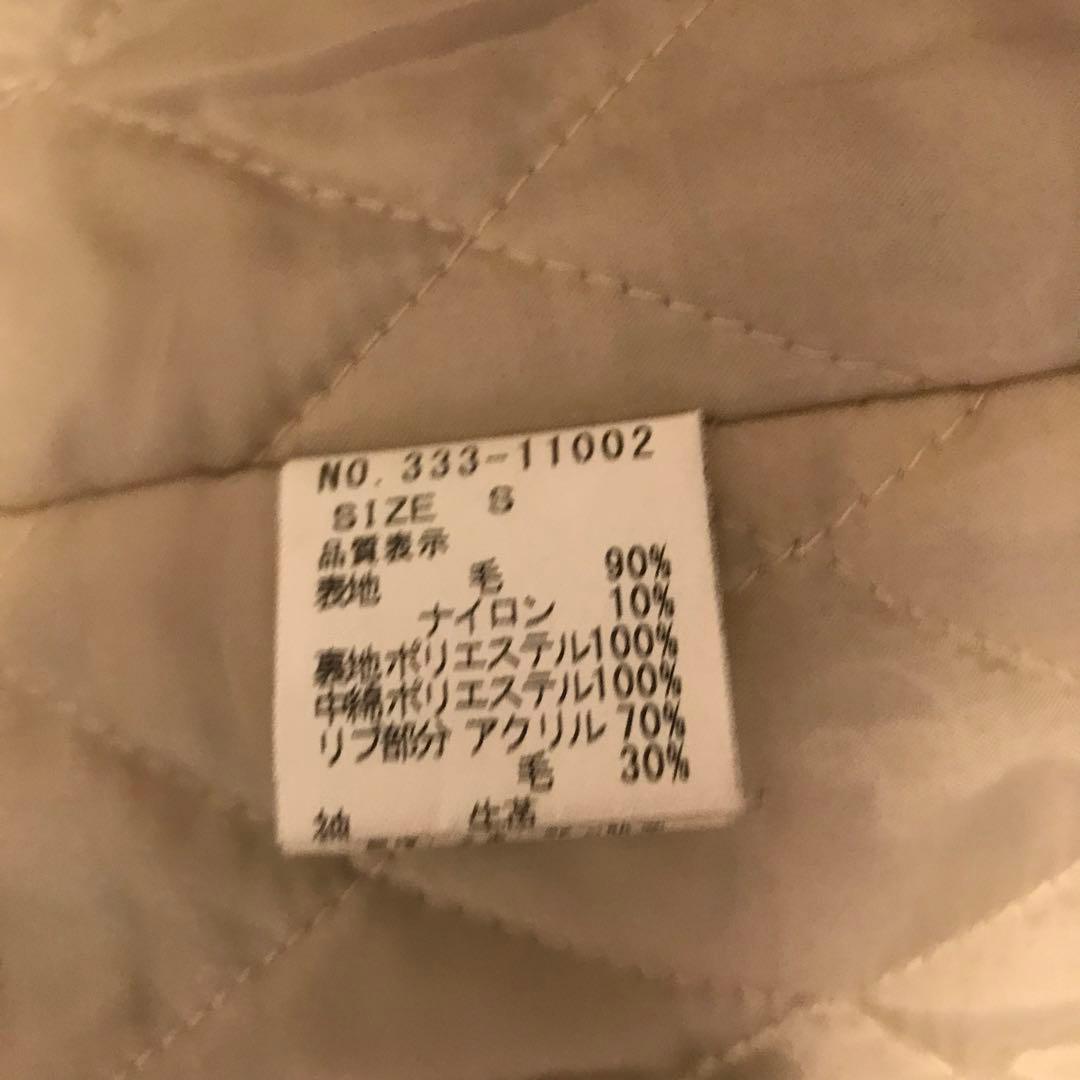 NO. 333-11002
SIZE S
品質表示
表地 毛 90%
ナイロン 10%
裏地ポリエステル100%
中綿ポリエステル100%
リブ部分 アクリル 70%
毛 30%
袖 牛革